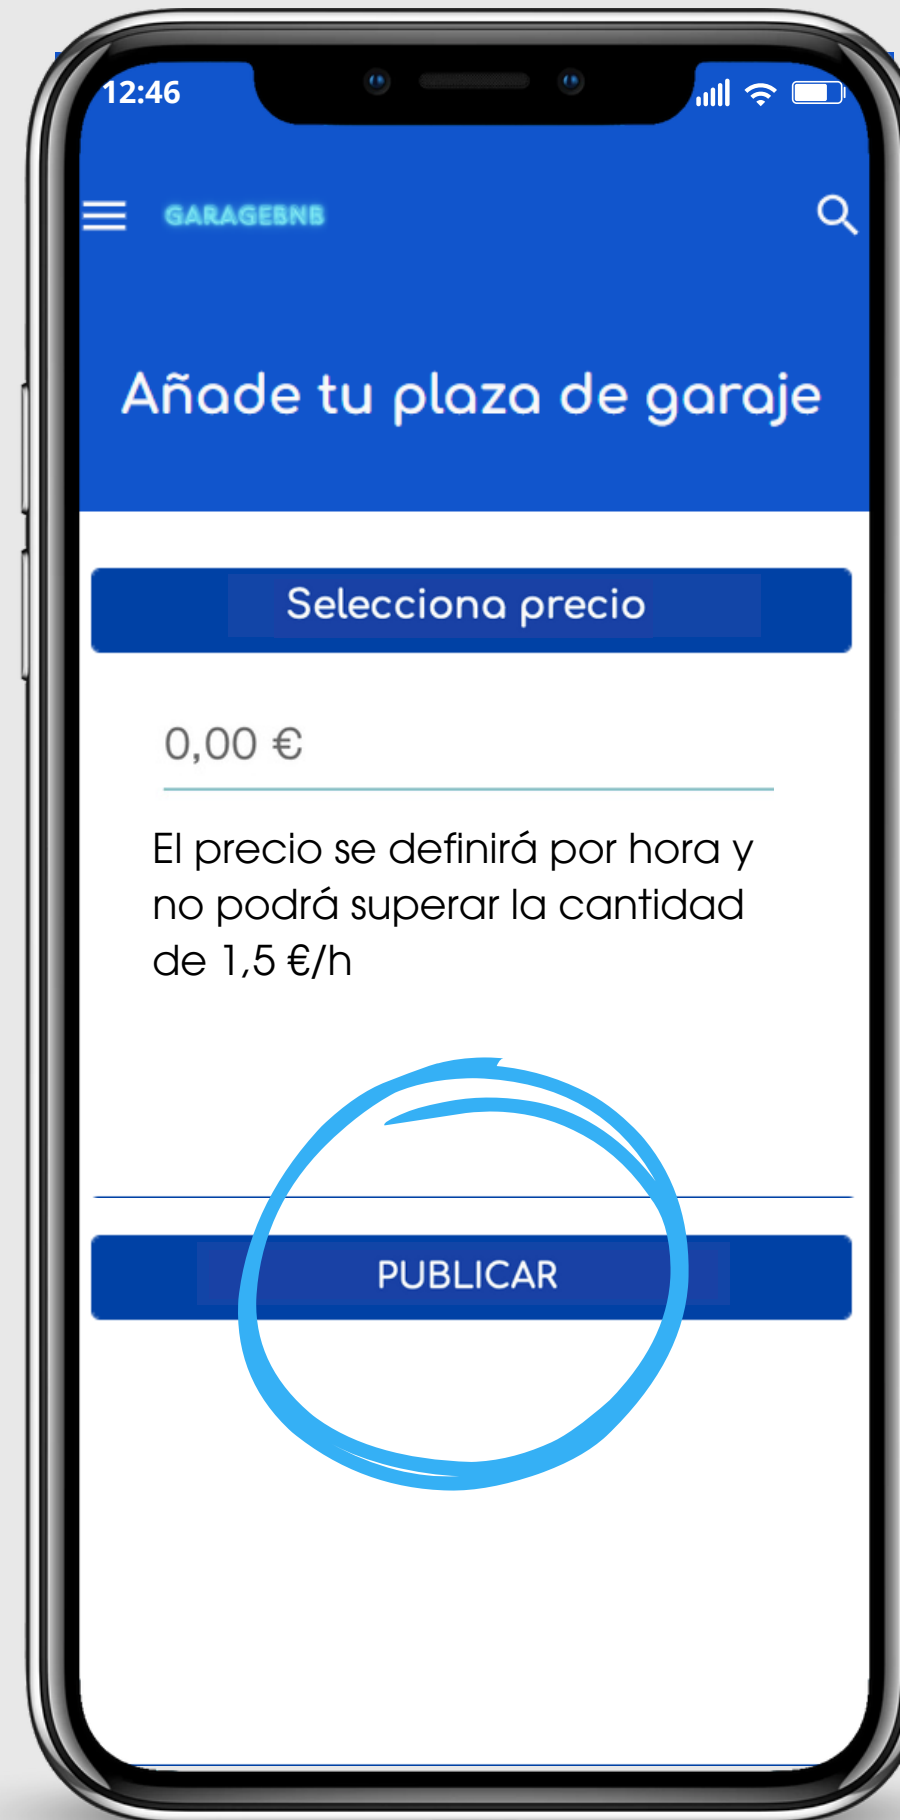 12:46
GARAGEBNB
Añade tu plaza de garaje
Selecciona precio
0,00 €
El precio se definirá por hora y
no podrá superar la cantidad
de 1,5 €/h
PUBLICAR